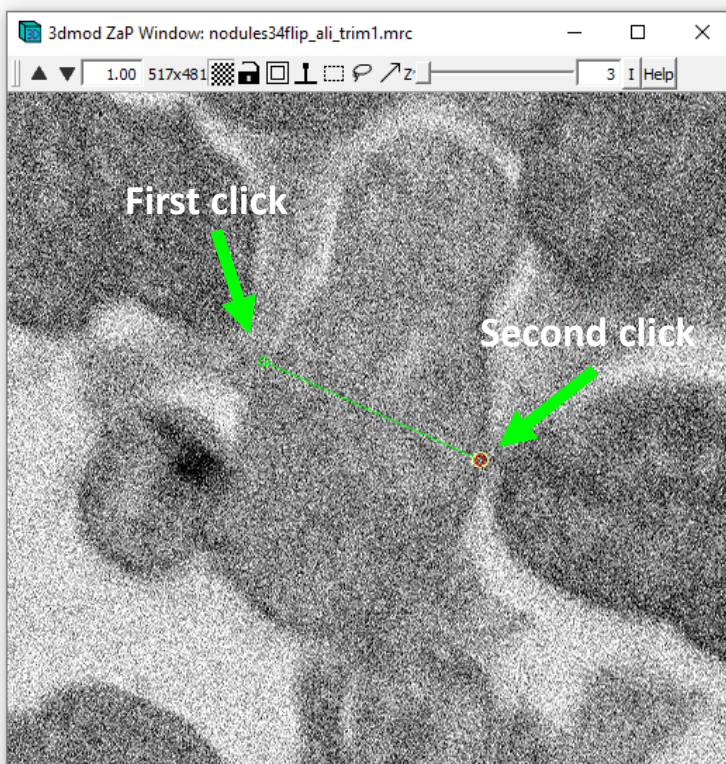 3dmod ZaP Window: nodules34flip_ali_trim1.mrc
1.00 517x481 Z 3 I Help
First click
Second click